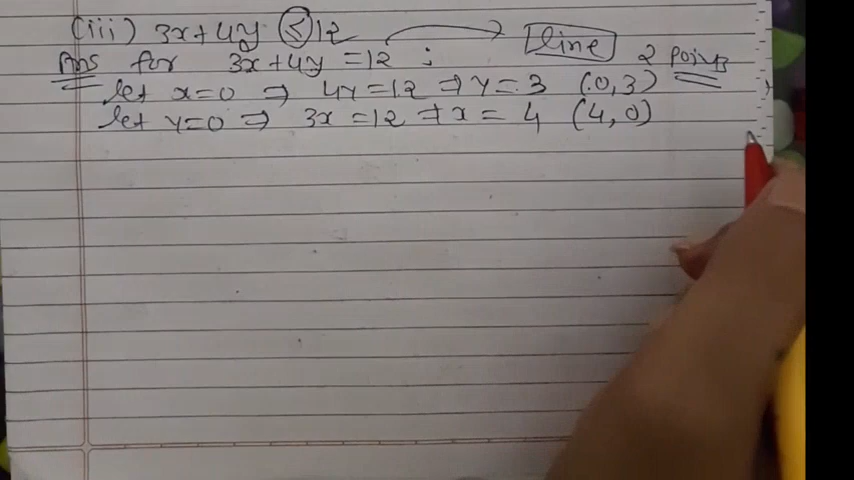 (iii) 3x+4y ≤ 12 → line
Ans for 3x+4y =12 ; 2 points
let x=0 ⇒ 4y=12 ⇒ y=3 (0,3)
let y=0 ⇒ 3x=12 ⇒ x=4 (4,0)